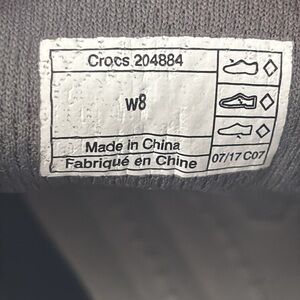 Crocs 204884
w8
Made in China
Fabriqué en Chine
07/17 C07